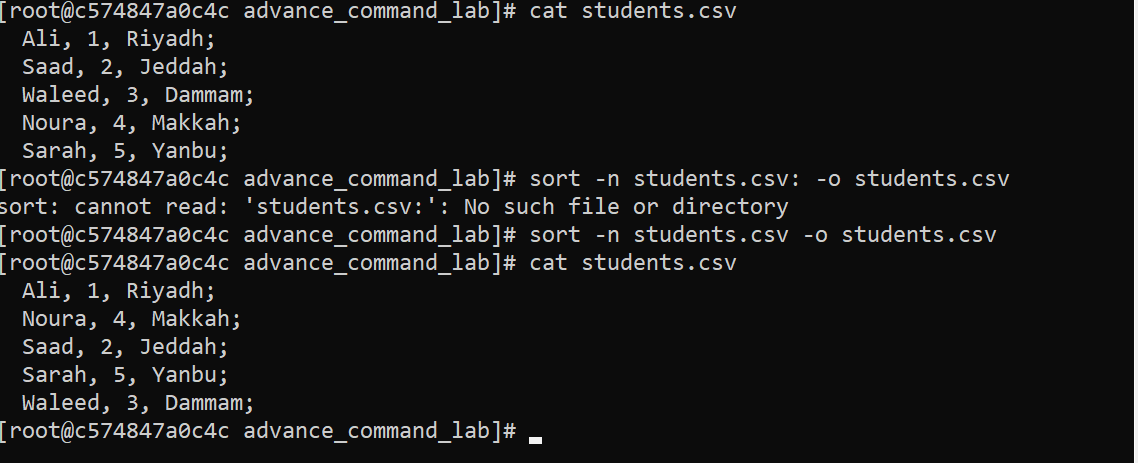 [root@c574847a0c4c advance_command_lab]# cat students.csv
  Ali, 1, Riyadh;
  Saad, 2, Jeddah;
  Waleed, 3, Dammam;
  Noura, 4, Makkah;
  Sarah, 5, Yanbu;
[root@c574847a0c4c advance_command_lab]# sort -n students.csv: -o students.csv
sort: cannot read: 'students.csv:': No such file or directory
[root@c574847a0c4c advance_command_lab]# sort -n students.csv -o students.csv
[root@c574847a0c4c advance_command_lab]# cat students.csv
  Ali, 1, Riyadh;
  Noura, 4, Makkah;
  Saad, 2, Jeddah;
  Sarah, 5, Yanbu;
  Waleed, 3, Dammam;
[root@c574847a0c4c advance_command_lab]#